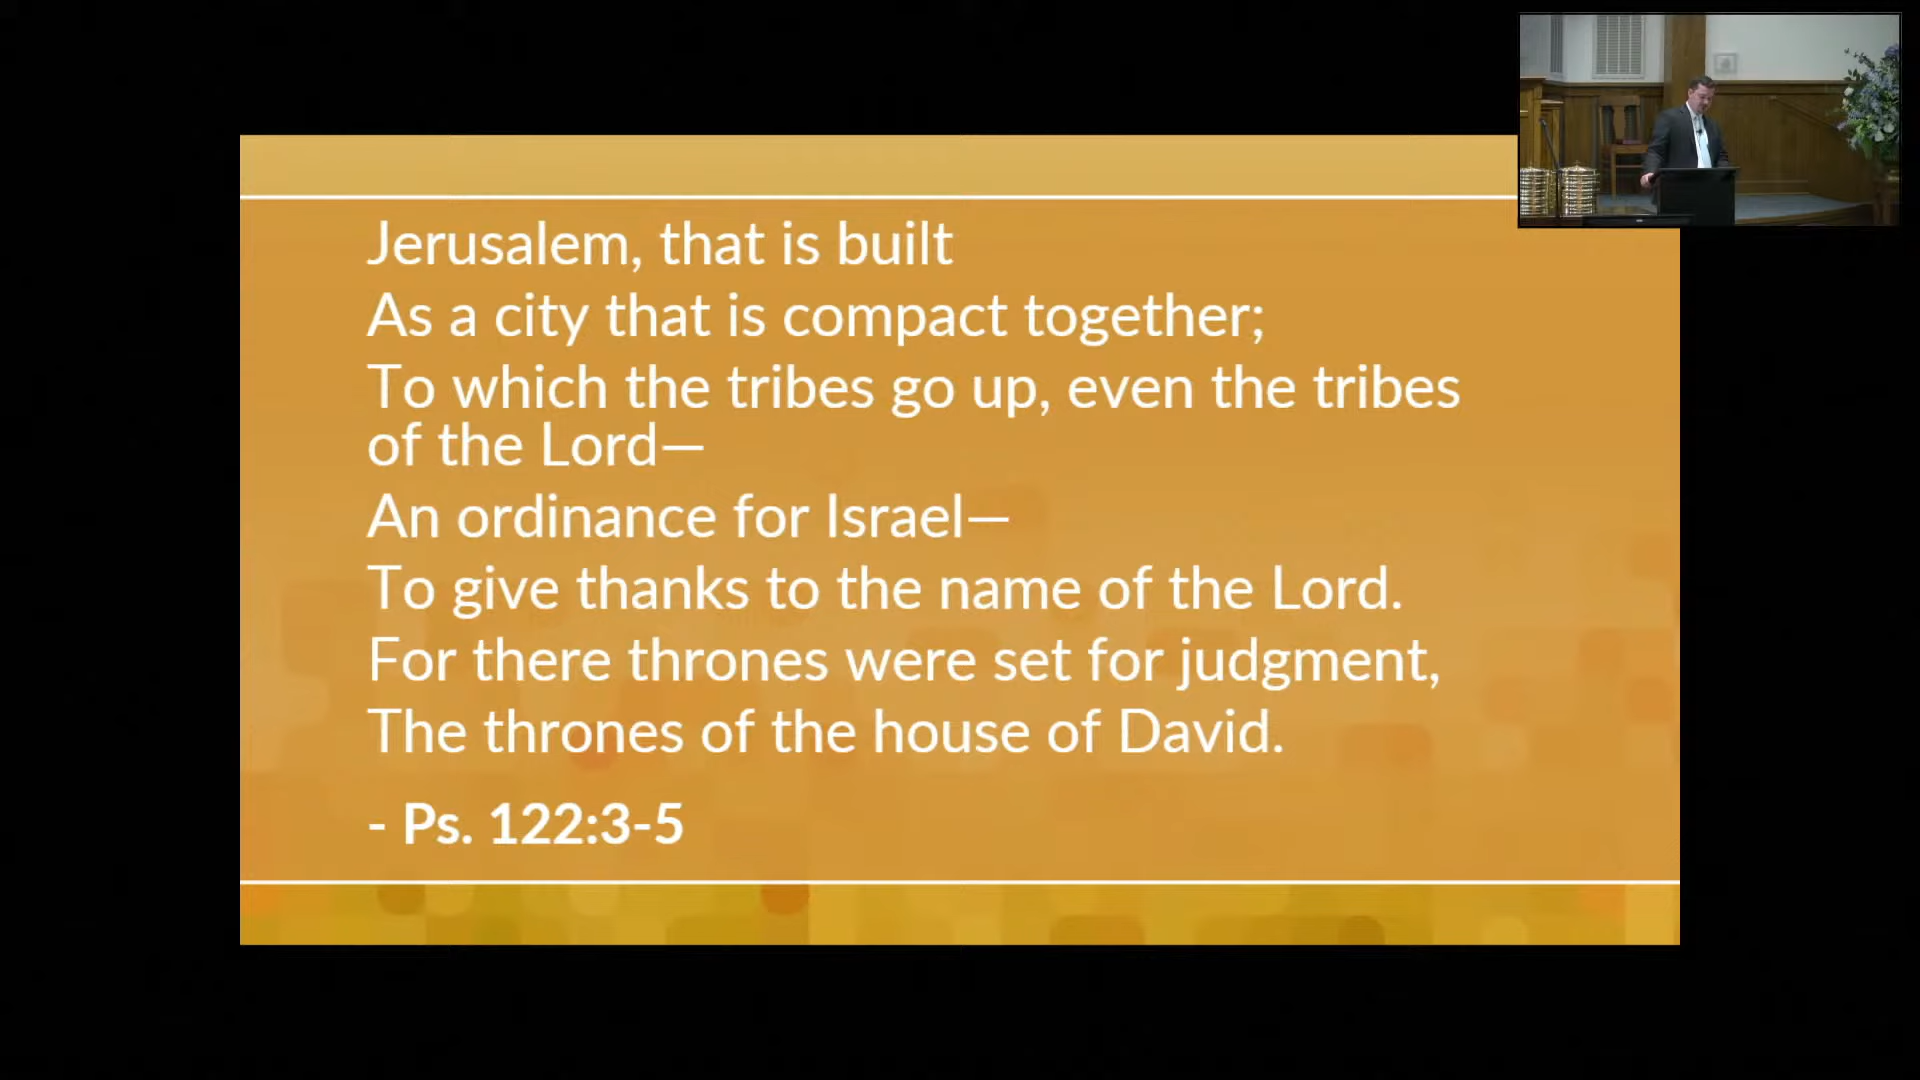 Jerusalem, that is built
As a city that is compact together;
To which the tribes go up, even the tribes
of the Lord—
An ordinance for Israel—
To give thanks to the name of the Lord.
For there thrones were set for judgment,
The thrones of the house of David.
- Ps. 122:3-5